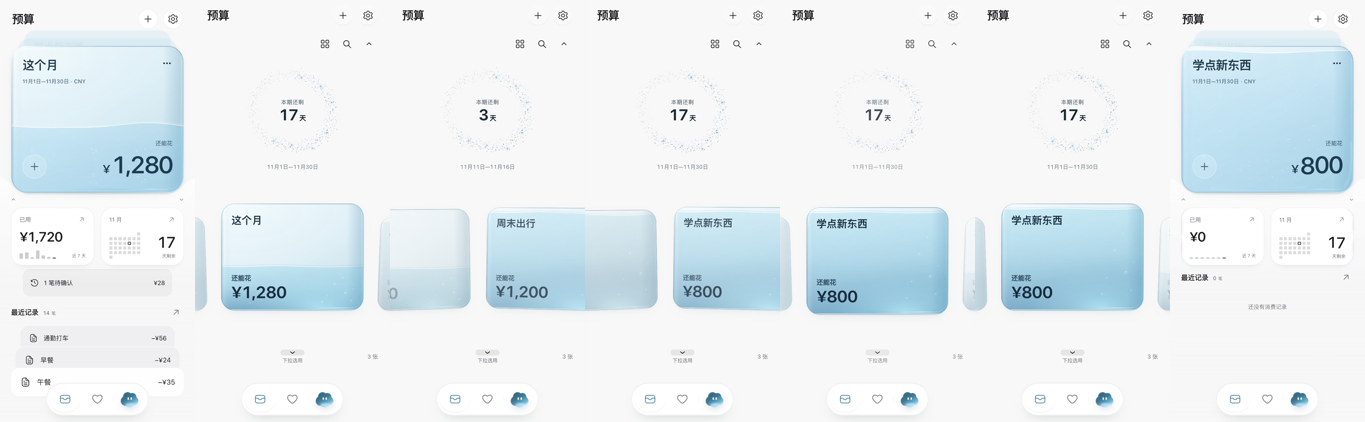 预算
这个月
11月1日—11月30日 · CNY
还能花
¥1,280
已用
¥1,720
近 7 天
11 月
17
天剩余
1 笔待确认
¥28
最近记录 14 笔
通勤打车
−¥56
早餐
−¥24
午餐
−¥35
预算
本期还剩
17天
11月1日—11月30日
这个月
还能花
¥1,280
下拉选用
3 张
预算
本期还剩
3天
11月1日—11月16日
0
周末出行
还能花
¥1,200
下拉选用
3 张
预算
本期还剩
17天
11月1日—11月30日
学点新东西
还能花
¥800
下拉选用
3 张
预算
本期还剩
17天
11月1日—11月30日
学点新东西
还能花
¥800
下拉选用
3 张
预算
本期还剩
17天
11月1日—11月30日
学点新东西
还能花
¥800
下拉选用
3 张
预算
学点新东西
11月1日—11月30日 · CNY
还能花
¥800
已用
¥0
近 7 天
11 月
17
天剩余
最近记录 0 笔
还没有消费记录